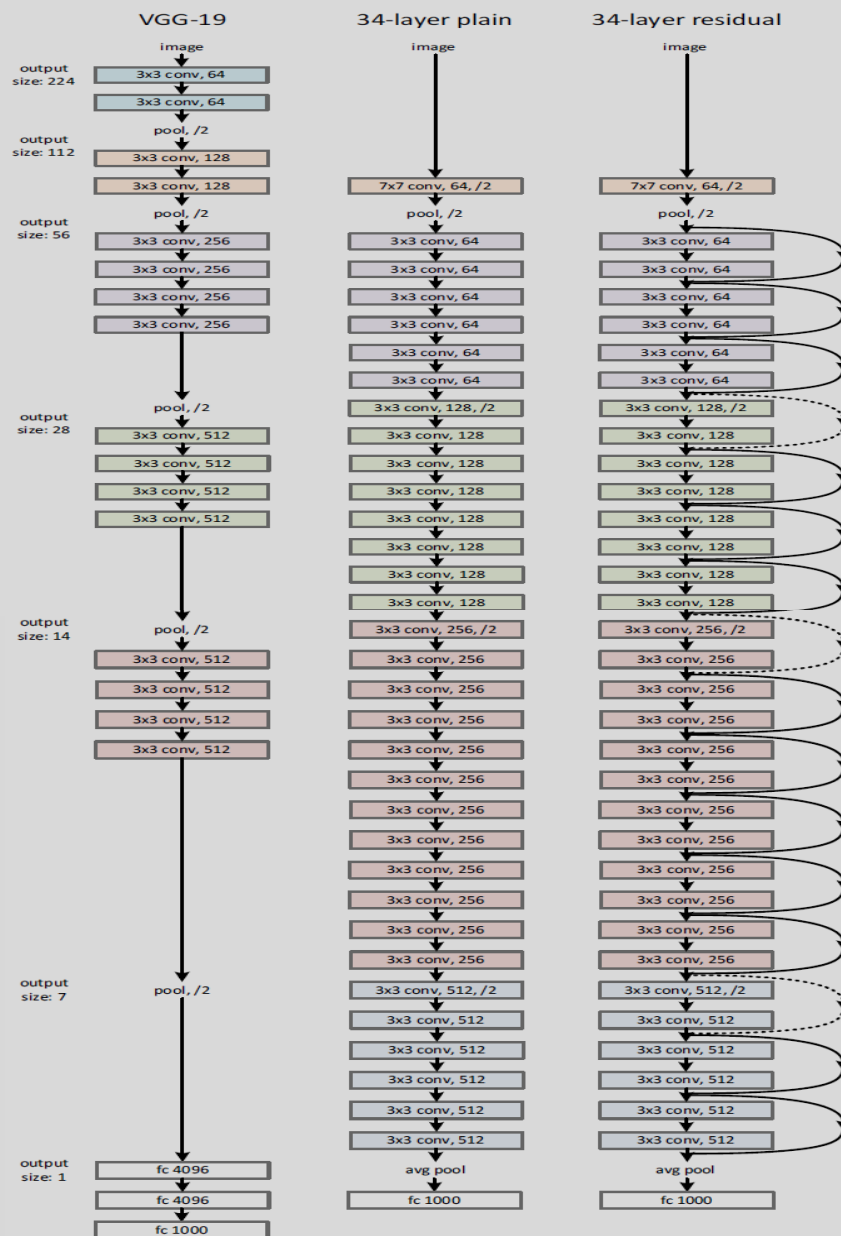 VGG-19
image
output
size: 224
3x3 conv, 64
3x3 conv, 64
pool, /2
output
size: 112
3x3 conv, 128
3x3 conv, 128
pool, /2
output
size: 56
3x3 conv, 256
3x3 conv, 256
3x3 conv, 256
3x3 conv, 256
pool, /2
output
size: 28
3x3 conv, 512
3x3 conv, 512
3x3 conv, 512
3x3 conv, 512
pool, /2
output
size: 14
3x3 conv, 512
3x3 conv, 512
3x3 conv, 512
3x3 conv, 512
output
size: 7
pool, /2
output
size: 1
fc 4096
fc 4096
fc 1000
34-layer plain
image
7x7 conv, 64, /2
pool, /2
3x3 conv, 64
3x3 conv, 64
3x3 conv, 64
3x3 conv, 64
3x3 conv, 64
3x3 conv, 64
3x3 conv, 128, /2
3x3 conv, 128
3x3 conv, 128
3x3 conv, 128
3x3 conv, 128
3x3 conv, 128
3x3 conv, 128
3x3 conv, 128
3x3 conv, 256, /2
3x3 conv, 256
3x3 conv, 256
3x3 conv, 256
3x3 conv, 256
3x3 conv, 256
3x3 conv, 256
3x3 conv, 256
3x3 conv, 256
3x3 conv, 256
3x3 conv, 256
3x3 conv, 256
3x3 conv, 512, /2
3x3 conv, 512
3x3 conv, 512
3x3 conv, 512
3x3 conv, 512
3x3 conv, 512
avg pool
fc 1000
34-layer residual
image
7x7 conv, 64, /2
pool, /2
3x3 conv, 64
3x3 conv, 64
3x3 conv, 64
3x3 conv, 64
3x3 conv, 64
3x3 conv, 64
3x3 conv, 128, /2
3x3 conv, 128
3x3 conv, 128
3x3 conv, 128
3x3 conv, 128
3x3 conv, 128
3x3 conv, 128
3x3 conv, 128
3x3 conv, 256, /2
3x3 conv, 256
3x3 conv, 256
3x3 conv, 256
3x3 conv, 256
3x3 conv, 256
3x3 conv, 256
3x3 conv, 256
3x3 conv, 256
3x3 conv, 256
3x3 conv, 256
3x3 conv, 256
3x3 conv, 512, /2
3x3 conv, 512
3x3 conv, 512
3x3 conv, 512
3x3 conv, 512
3x3 conv, 512
avg pool
fc 1000